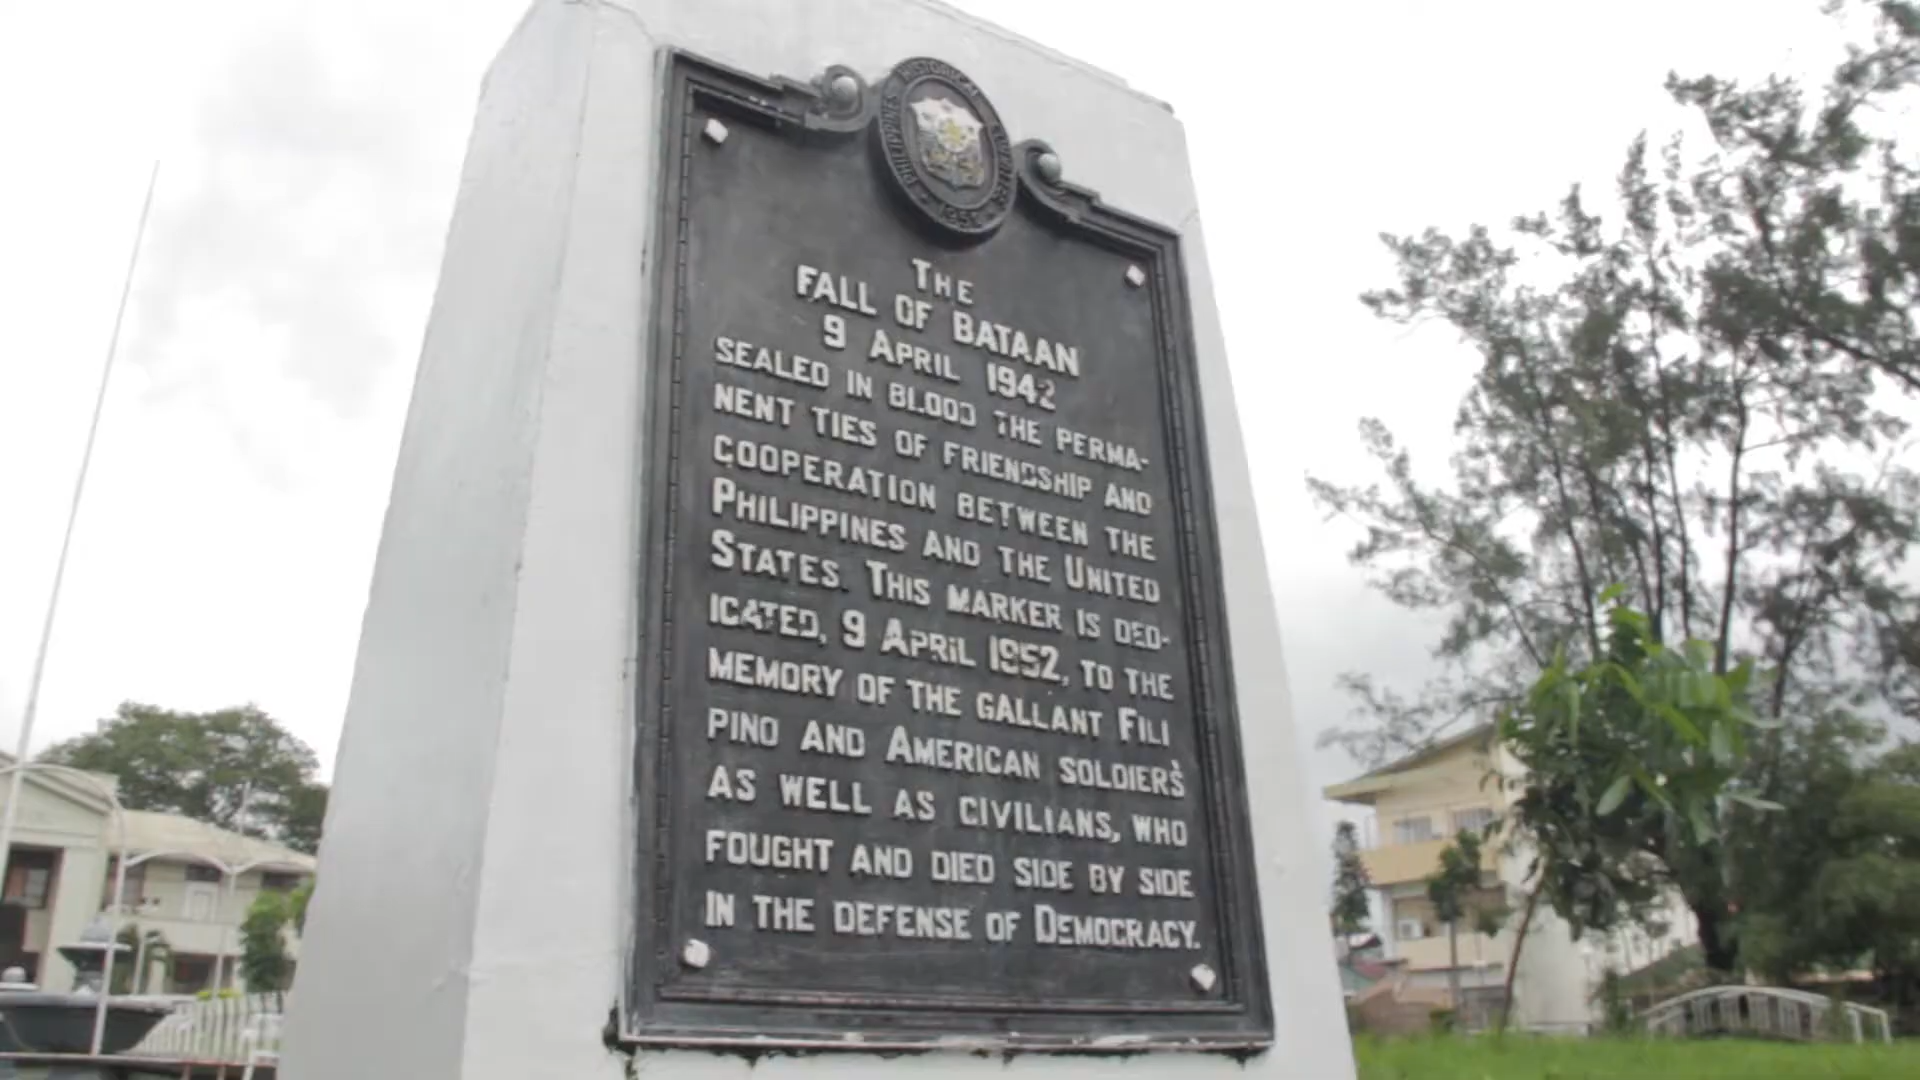 PHILIPPINES HISTORICAL COMMITTEE
THE
FALL OF BATAAN
9 APRIL 1942
SEALED IN BLOOD THE PERMA-
NENT TIES OF FRIENDSHIP AND
COOPERATION BETWEEN THE
PHILIPPINES AND THE UNITED
STATES. THIS MARKER IS DED-
ICATED, 9 APRIL 1952, TO THE
MEMORY OF THE GALLANT FILI
PINO AND AMERICAN SOLDIERS
AS WELL AS CIVILIANS, WHO
FOUGHT AND DIED SIDE BY SIDE
IN THE DEFENSE OF DEMOCRACY.